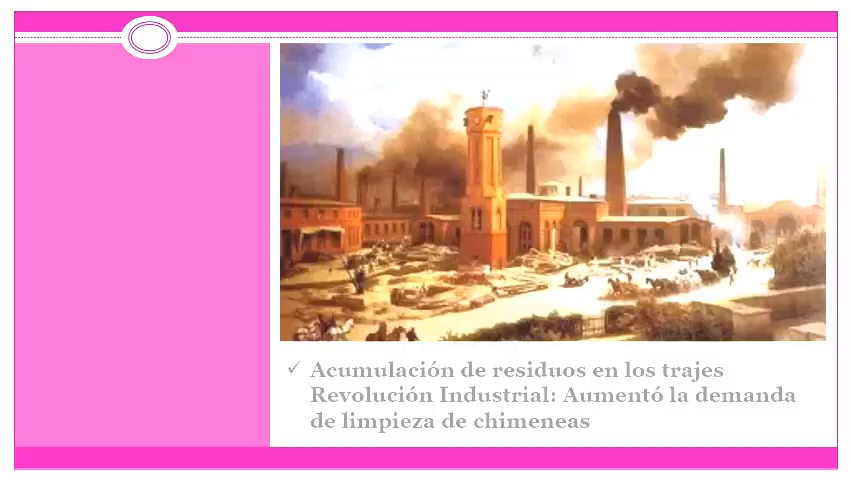 Acumulación de residuos en los trajes
Revolución Industrial: Aumentó la demanda
de limpieza de chimeneas